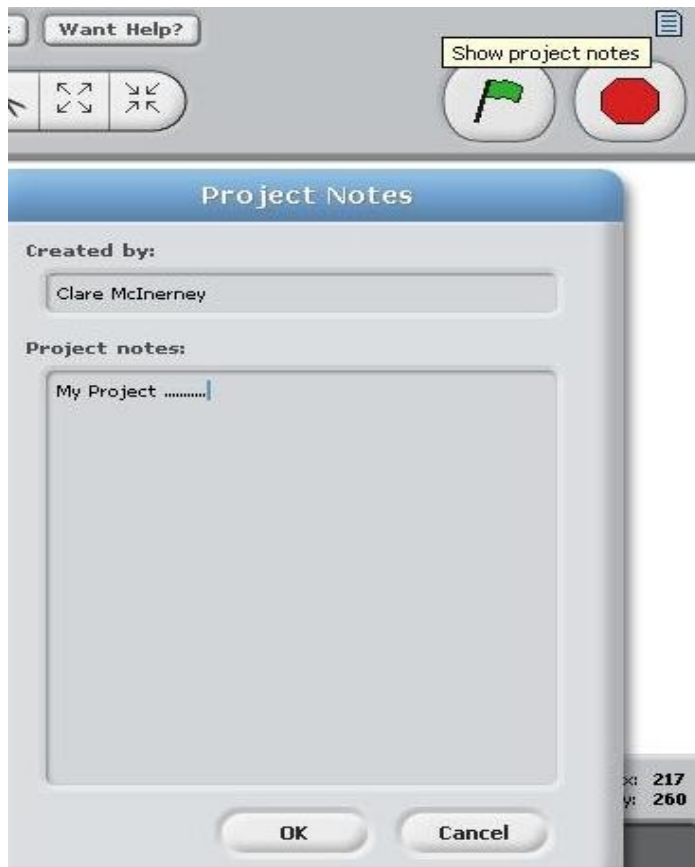 Want Help?
Show project notes
Project Notes
Created by:
Clare McInerney
Project notes:
My Project ..........
x: 217
y: 260
OK
Cancel